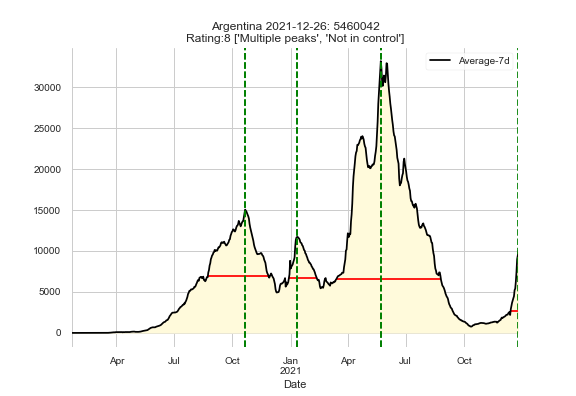 Argentina 2021-12-26: 5460042
Rating:8 ['Multiple peaks', 'Not in control']
Average-7d
30000
25000
20000
15000
10000
5000
0
Apr Jul Oct Jan Apr Jul Oct
2021
Date